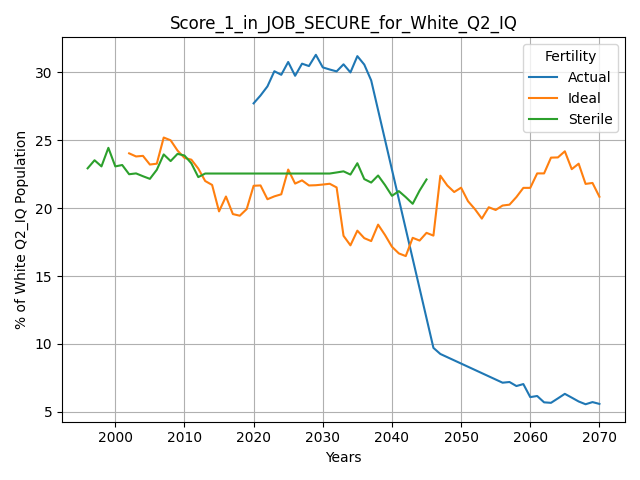 Score_1_in_JOB_SECURE_for_White_Q2_IQ
Fertility
Actual
Ideal
Sterile
% of White Q2_IQ Population
30
25
20
15
10
5
2000 2010 2020 2030 2040 2050 2060 2070
Years